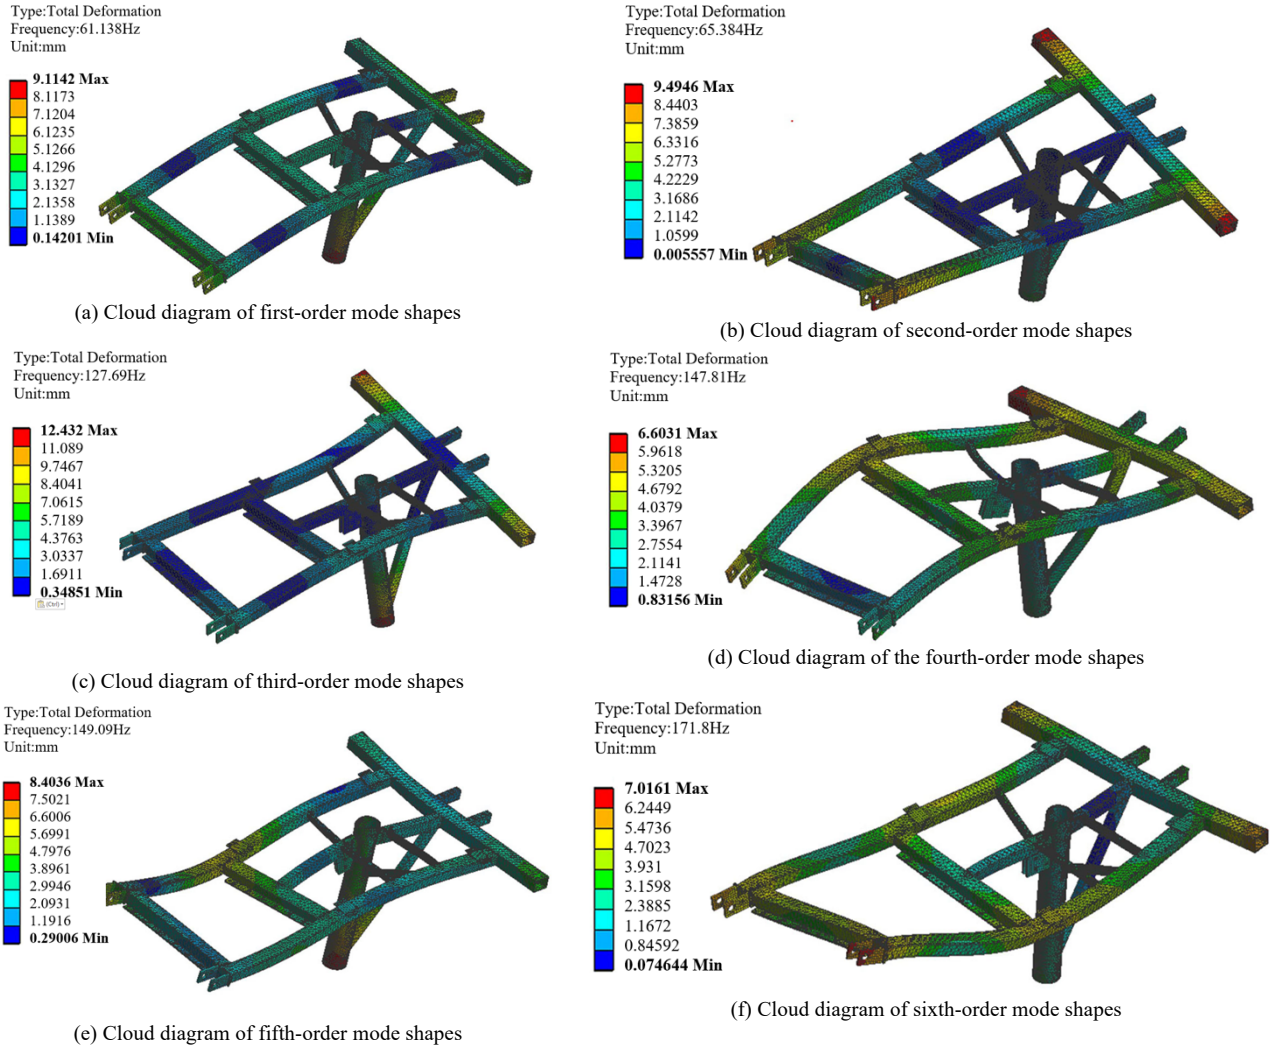 Type:Total Deformation
Frequency:61.138Hz
Unit:mm
9.1142 Max
8.1173
7.1204
6.1235
5.1266
4.1296
3.1327
2.1358
1.1389
0.14201 Min
(a) Cloud diagram of first-order mode shapes
Type:Total Deformation
Frequency:65.384Hz
Unit:mm
9.4946 Max
8.4403
7.3859
6.3316
5.2773
4.2229
3.1686
2.1142
1.0599
0.005557 Min
(b) Cloud diagram of second-order mode shapes
Type:Total Deformation
Frequency:127.69Hz
Unit:mm
12.432 Max
11.089
9.7467
8.4041
7.0615
5.7189
4.3763
3.0337
1.6911
0.34851 Min
(Ctrl)
(c) Cloud diagram of third-order mode shapes
Type:Total Deformation
Frequency:147.81Hz
Unit:mm
6.6031 Max
5.9618
5.3205
4.6792
4.0379
3.3967
2.7554
2.1141
1.4728
0.83156 Min
(d) Cloud diagram of the fourth-order mode shapes
Type:Total Deformation
Frequency:149.09Hz
Unit:mm
8.4036 Max
7.5021
6.6006
5.6991
4.7976
3.8961
2.9946
2.0931
1.1916
0.29006 Min
(e) Cloud diagram of fifth-order mode shapes
Type:Total Deformation
Frequency:171.8Hz
Unit:mm
7.0161 Max
6.2449
5.4736
4.7023
3.931
3.1598
2.3885
1.1672
0.84592
0.074644 Min
(f) Cloud diagram of sixth-order mode shapes